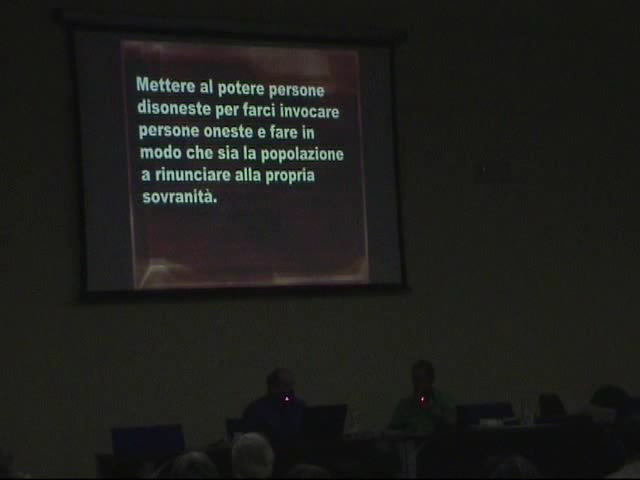 Mettere al potere persone
disoneste per farci invocare
persone oneste e fare in
modo che sia la popolazione
a rinunciare alla propria
sovranità.